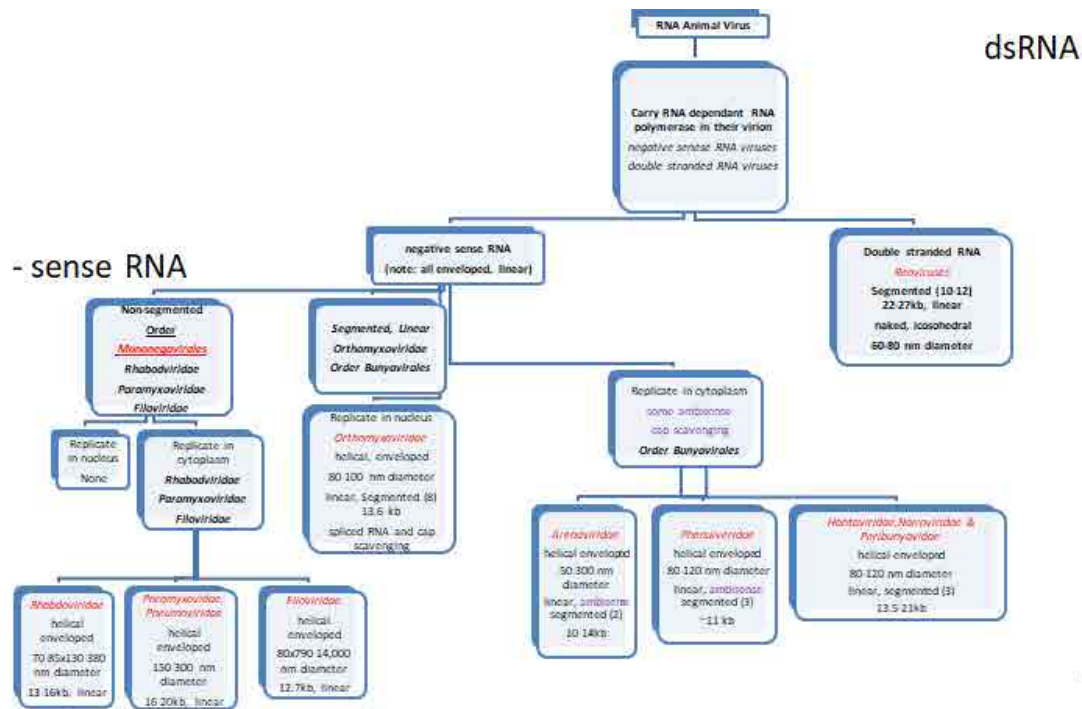 RNA Animal Virus
dsRNA
Carry RNA dependant RNA
polymerase in their virion
negative senese RNA viruses
double stranded RNA viruses
negative sense RNA
(note: all enveloped, linear)
Double stranded RNA
Reoviruses
Segmented (10-12)
22-27kb, linear
naked, icosohedral
60-80 nm diameter
- sense RNA
Non-segmented
Order
Mononegavirales
Rhabodviridae
Paramyxoviridae
Filoviridae
Segmented, Linear
Orthomyxoviridae
Order Bunyavirales
Replicate in cytoplasm
some ambisense
cap scavenging
Order Bunyavirales
Replicate
in nucleus
None
Replicate in
cytoplasm
Rhabodviridae
Paramyxoviridae
Filoviridae
Replicate in nucleus
Orthomyxoviridae
helical, enveloped
80-100 nm diameter
linear, Segmented (8)
13.6 kb
spliced RNA and cap
scavenging
Arenaviridae
helical enveloped
50-300 nm
diameter
linear, ambisense
segmented (2)
10-14kb
helical enveloped
80-120 nm diameter
linear, ambisense
segmented (3)
~11 kb
Hantaviridae, Nairoviridae &
Peribunyavidae
helical enveloped
80-120 nm diameter
linear, segmented (3)
13.5-21kb
Rhabdoviridae
helical
enveloped
70-85x130-380
nm diameter
13-16kb, linear
Paramyxovidae,
Pneumoviridae
helical
enveloped
150-300 nm
diameter
16-20kb, linear
Filoviridae,
helical
enveloped
80x790-14,000
nm diameter
12.7kb, linear